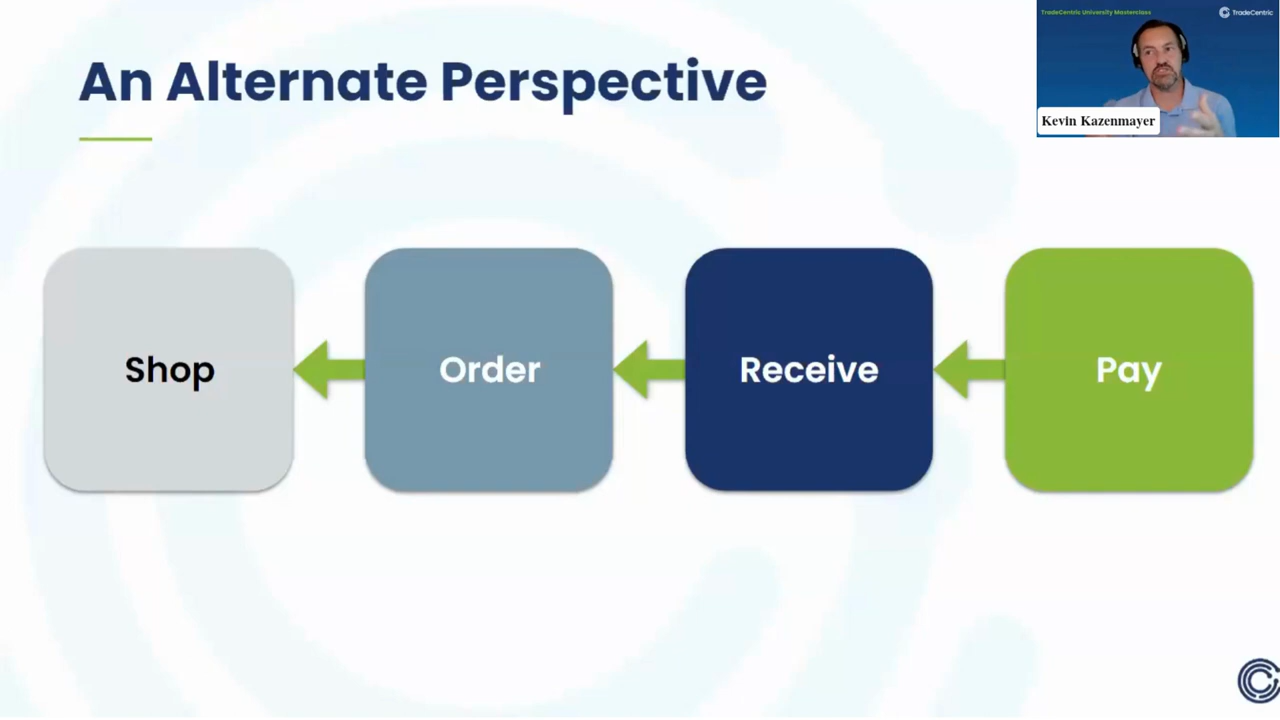 TradeCentric University Masterclass
TradeCentric
An Alternate Perspective
Kevin Kazenmayer
Shop
Order
Receive
Pay